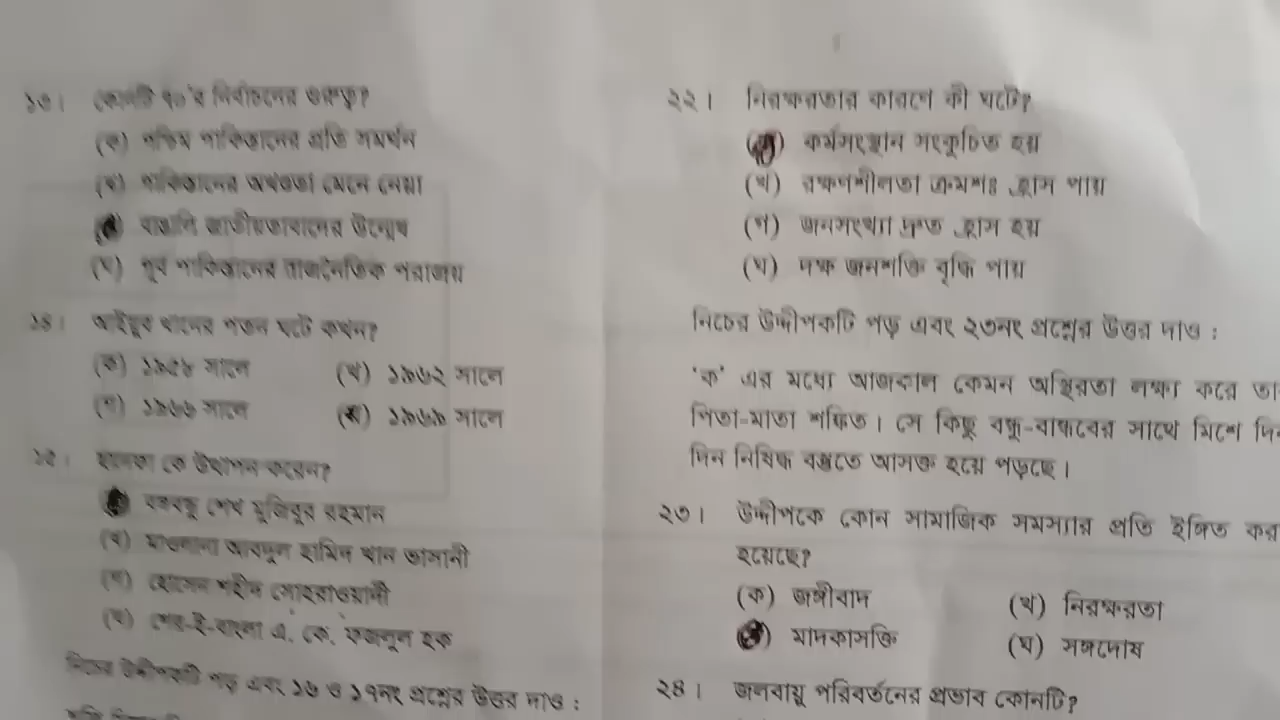 ১৩। কোনটি ৭০'র নির্বাচনের গুরুত্ব?
(ক) পশ্চিম পাকিস্তানের প্রতি সমর্থন
(খ) পাকিস্তানের অখণ্ডতা মেনে নেয়া
বাঙালি জাতীয়তাবাদের উন্মেষ
(ঘ) পূর্ব পাকিস্তানের রাজনৈতিক পরাজয়
১৪। আইয়ুব খানের পতন ঘটে কখন?
(ক) ১৯৫৮ সালে (খ) ১৯৬২ সালে
(গ) ১৯৬৬ সালে (ঘ) ১৯৬৯ সালে
১৫। ছয়দফা কে উত্থাপন করেন?
বঙ্গবন্ধু শেখ মুজিবুর রহমান
(খ) মাওলানা আবদুল হামিদ খান ভাসানী
(গ) হোসেন শহীদ সোহরাওয়ার্দী
(ঘ) শের-ই-বাংলা এ. কে. ফজলুল হক
নিচের উদ্দীপকটি পড় এবং ১৬ ও ১৭নং প্রশ্নের উত্তর দাও :
২২। নিরক্ষরতার কারণে কী ঘটে?
কর্মসংস্থান সংকুচিত হয়
(খ) রক্ষণশীলতা ক্রমশঃ হ্রাস পায়
(গ) জনসংখ্যা দ্রুত হ্রাস হয়
(ঘ) দক্ষ জনশক্তি বৃদ্ধি পায়
নিচের উদ্দীপকটি পড় এবং ২৩নং প্রশ্নের উত্তর দাও :
'ক' এর মধ্যে আজকাল কেমন অস্থিরতা লক্ষ্য করে তা
পিতা-মাতা শঙ্কিত। সে কিছু বন্ধু-বান্ধবের সাথে মিশে দিন
দিন নিষিদ্ধ বস্তুতে আসক্ত হয়ে পড়ছে।
২৩। উদ্দীপকে কোন সামাজিক সমস্যার প্রতি ইঙ্গিত কর
হয়েছে?
(ক) জঙ্গীবাদ (খ) নিরক্ষরতা
মাদকাসক্তি (ঘ) সঙ্গদোষ
২৪। জলবায়ু পরিবর্তনের প্রভাব কোনটি?